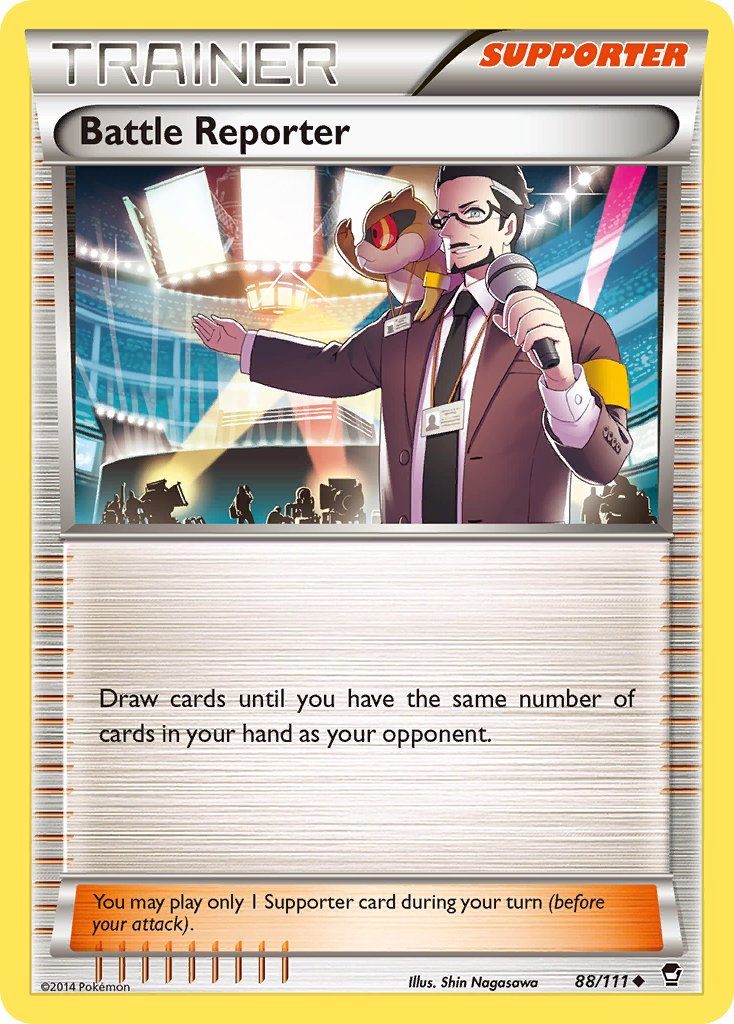 TRAINER
SUPPORTER
Battle Reporter
Draw cards until you have the same number of
cards in your hand as your opponent.
You may play only 1 Supporter card during your turn (before
your attack).
©2014 Pokémon
Illus. Shin Nagasawa
88/111